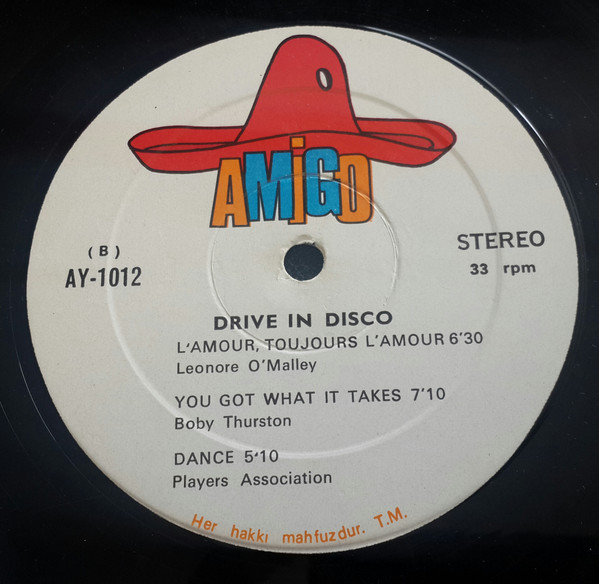 AMiGO
( B )
AY-1012
STEREO
33 rpm
DRIVE IN DISCO
L'AMOUR, TOUJOURS L'AMOUR 6'30
Leonore O'Malley
YOU GOT WHAT IT TAKES 7'10
Boby Thurston
DANCE 5'10
Players Association
Her hakkı mahfuzdur. T.M.